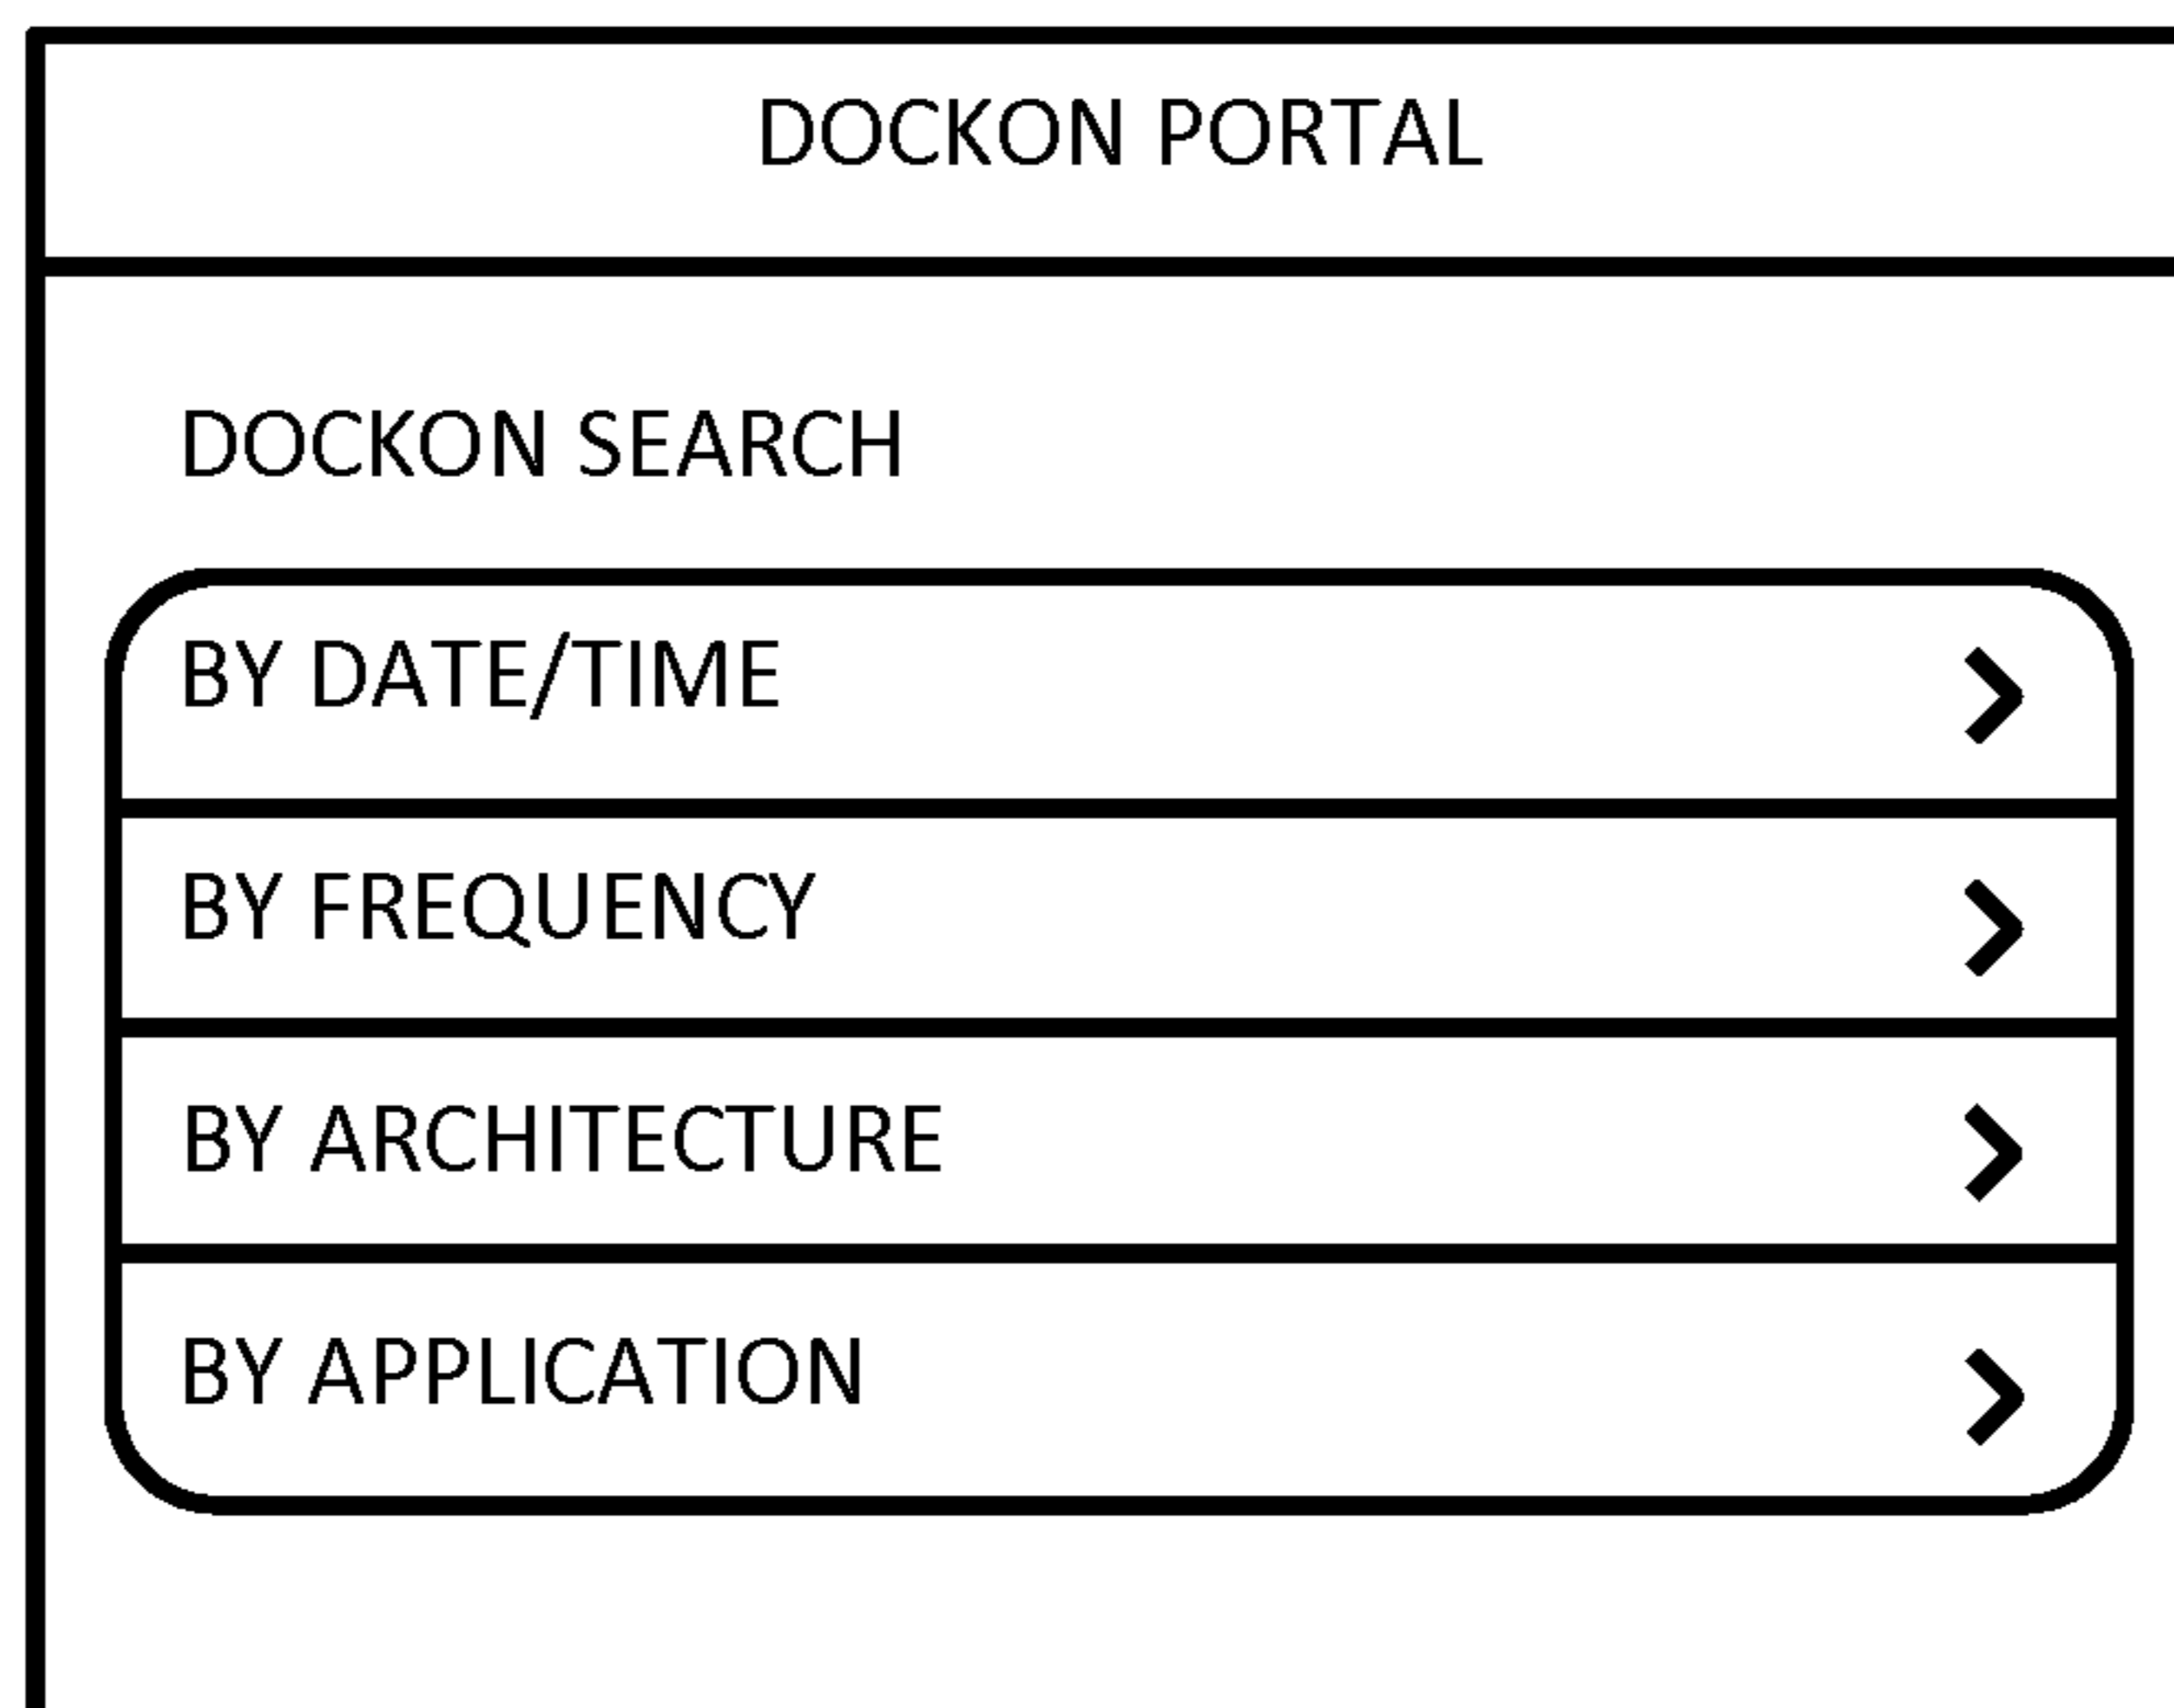 DOCKON PORTAL
DOCKON SEARCH
BY DATE/TIME
BY FREQUENCY
BY ARCHITECTURE
BY APPLICATION